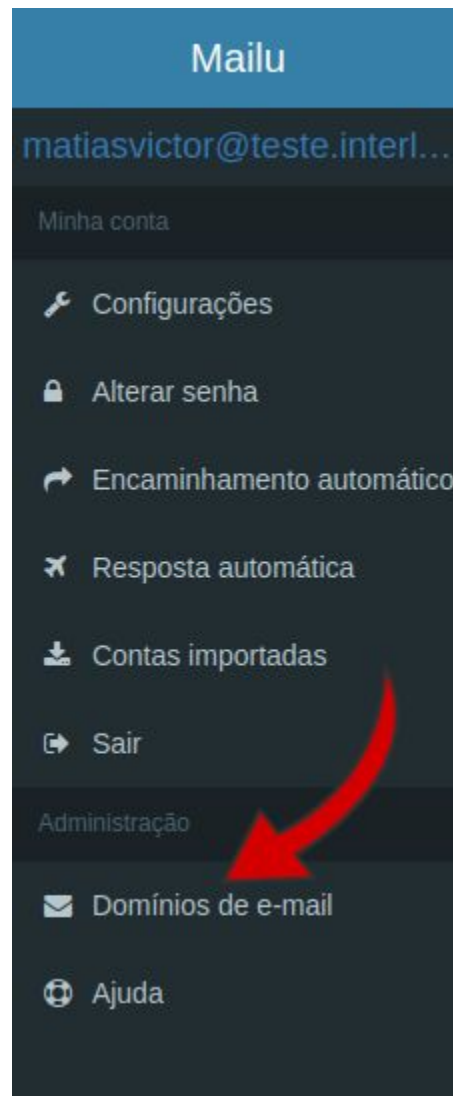 Mailu
matiasvictor@teste.interl...
Minha conta
Configurações
Alterar senha
Encaminhamento automático
Resposta automática
Contas importadas
Sair
Administração
Domínios de e-mail
Ajuda